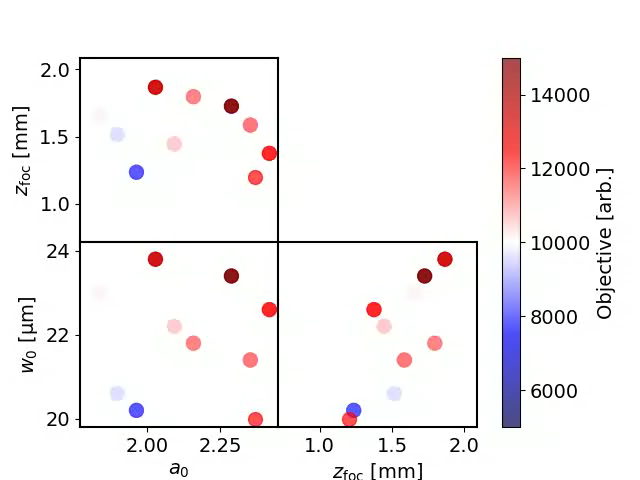 2.0
1.5
1.0
z_foc [mm]
24
22
20
w_0 [μm]
2.00 2.25
a_0
1.0 1.5 2.0
z_foc [mm]
14000
12000
10000
8000
6000
Objective [arb.]